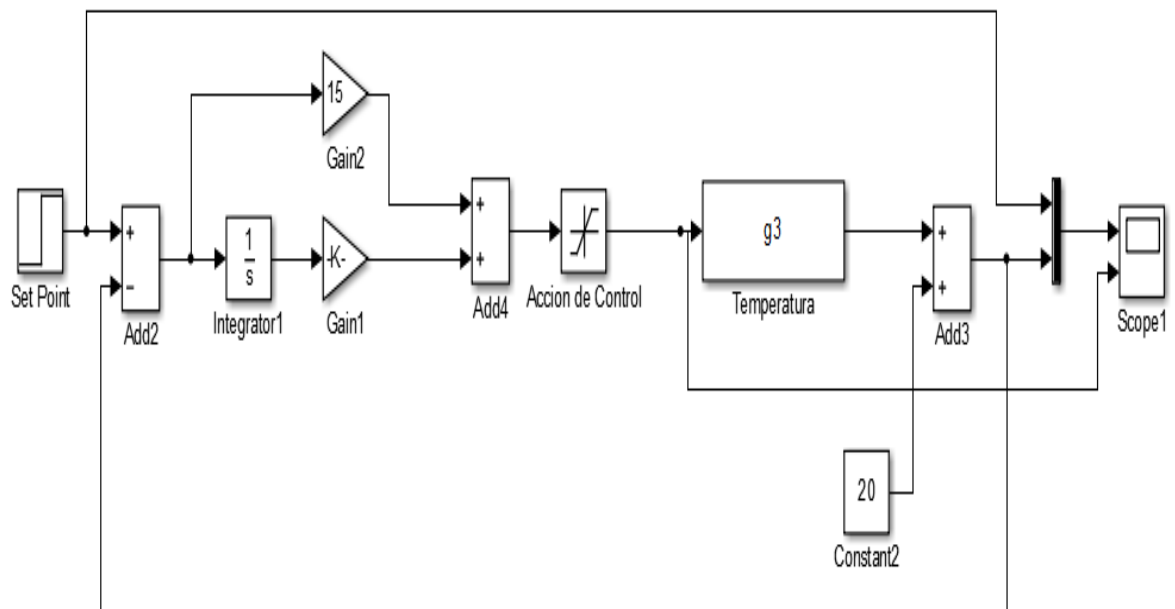 15
Gain2
Set Point
+
−
Add2
1
s
Integrator1
-K-
Gain1
+
+
Add4
Accion de Control
g3
Temperatura
+
+
Add3
Scope1
20
Constant2